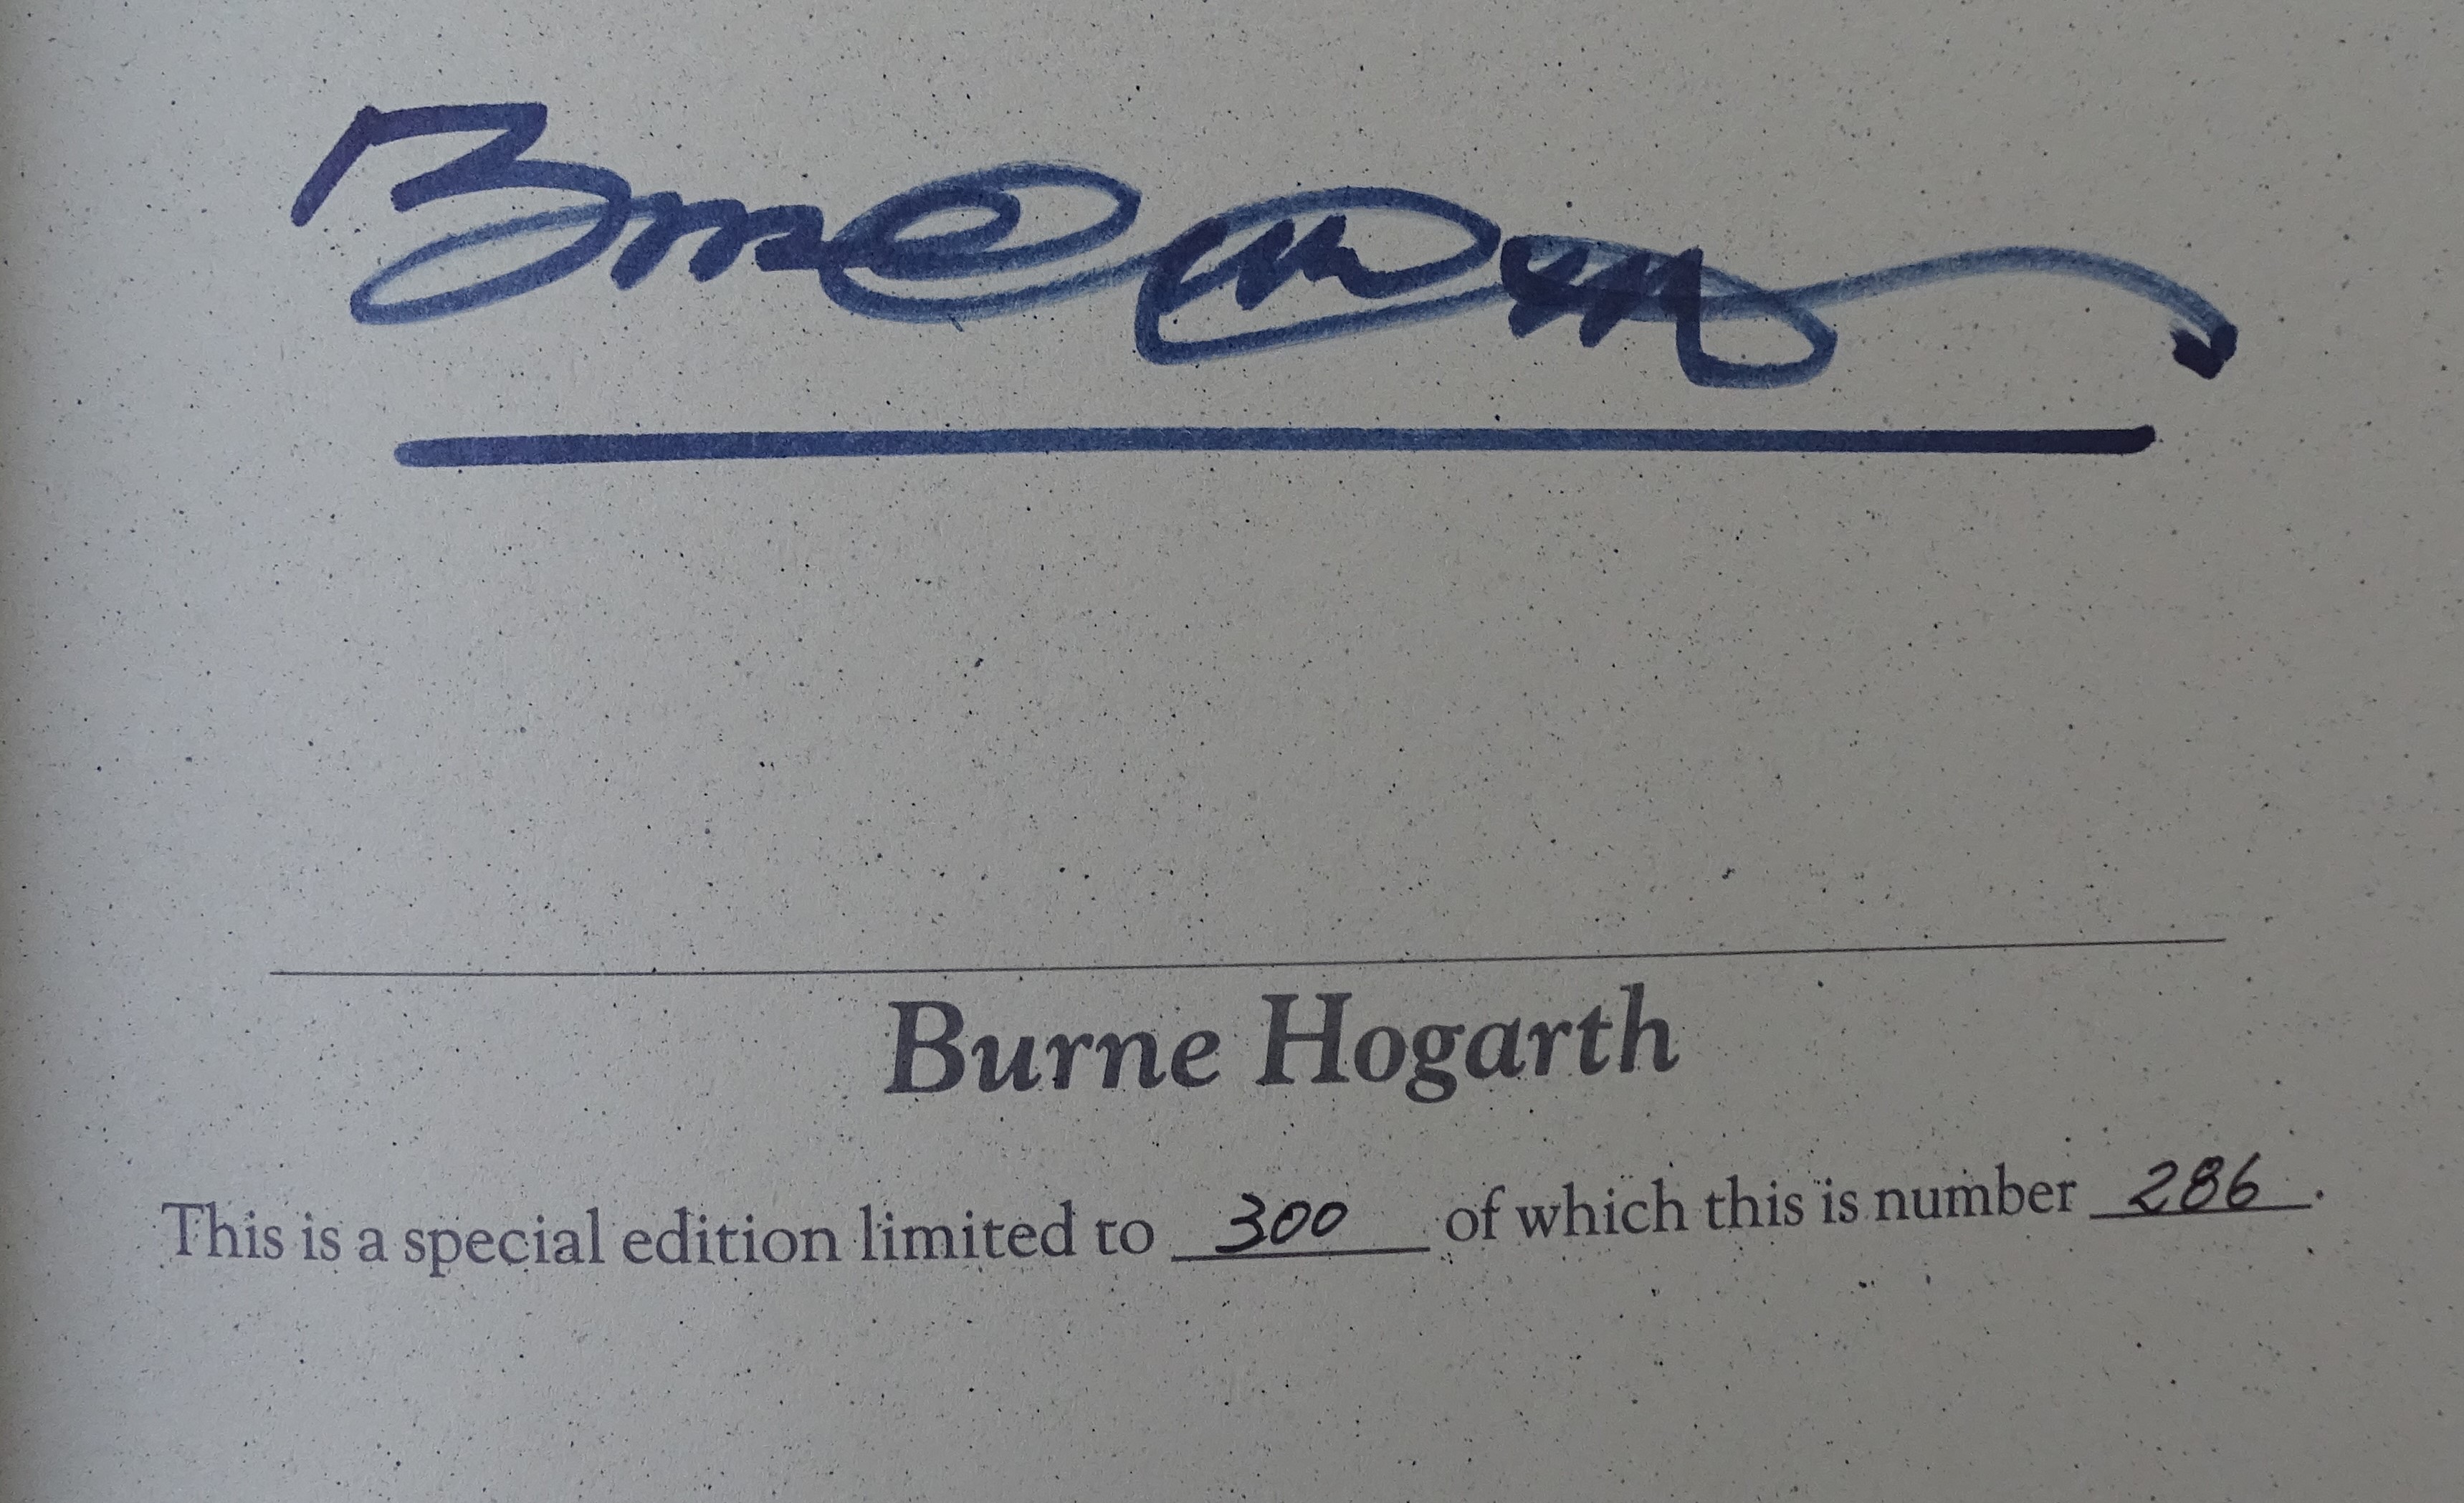 Burne Hogarth
This is a special edition limited to 300 of which this is number 286.